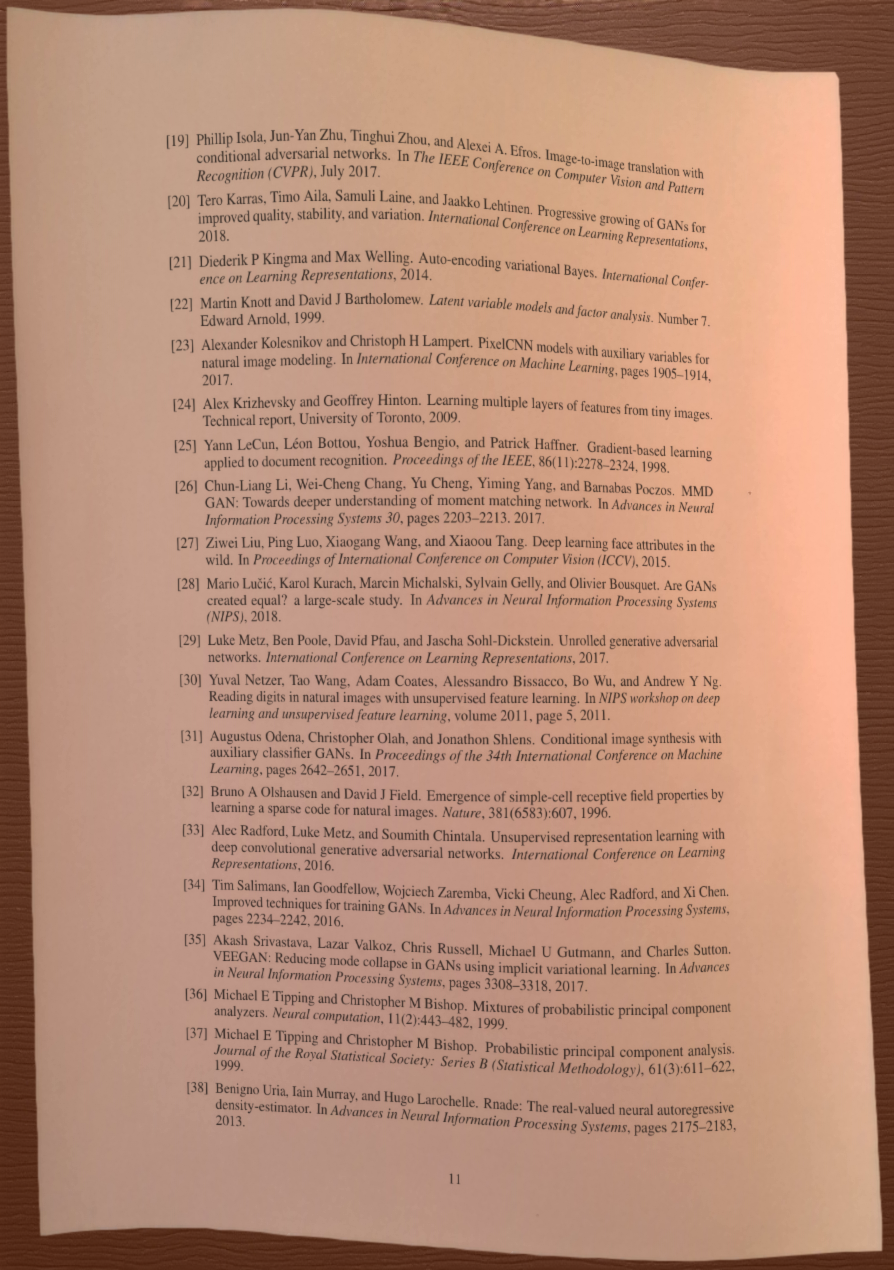 [19] Phillip Isola, Jun-Yan Zhu, Tinghui Zhou, and Alexei A. Efros. Image-to-image translation with
conditional adversarial networks. In The IEEE Conference on Computer Vision and Pattern
Recognition (CVPR), July 2017.
[20] Tero Karras, Timo Aila, Samuli Laine, and Jaakko Lehtinen. Progressive growing of GANs for
improved quality, stability, and variation. International Conference on Learning Representations,
2018.
[21] Diederik P Kingma and Max Welling. Auto-encoding variational Bayes. International Confer-
ence on Learning Representations, 2014.
[22] Martin Knott and David J Bartholomew. Latent variable models and factor analysis. Number 7.
Edward Arnold, 1999.
[23] Alexander Kolesnikov and Christoph H Lampert. PixelCNN models with auxiliary variables for
natural image modeling. In International Conference on Machine Learning, pages 1905–1914,
2017.
[24] Alex Krizhevsky and Geoffrey Hinton. Learning multiple layers of features from tiny images.
Technical report, University of Toronto, 2009.
[25] Yann LeCun, Léon Bottou, Yoshua Bengio, and Patrick Haffner. Gradient-based learning
applied to document recognition. Proceedings of the IEEE, 86(11):2278–2324, 1998.
[26] Chun-Liang Li, Wei-Cheng Chang, Yu Cheng, Yiming Yang, and Barnabas Poczos. MMD
GAN: Towards deeper understanding of moment matching network. In Advances in Neural
Information Processing Systems 30, pages 2203–2213. 2017.
[27] Ziwei Liu, Ping Luo, Xiaogang Wang, and Xiaoou Tang. Deep learning face attributes in the
wild. In Proceedings of International Conference on Computer Vision (ICCV), 2015.
[28] Mario Lučić, Karol Kurach, Marcin Michalski, Sylvain Gelly, and Olivier Bousquet. Are GANs
created equal? a large-scale study. In Advances in Neural Information Processing Systems
(NIPS), 2018.
[29] Luke Metz, Ben Poole, David Pfau, and Jascha Sohl-Dickstein. Unrolled generative adversarial
networks. International Conference on Learning Representations, 2017.
[30] Yuval Netzer, Tao Wang, Adam Coates, Alessandro Bissacco, Bo Wu, and Andrew Y Ng.
Reading digits in natural images with unsupervised feature learning. In NIPS workshop on deep
learning and unsupervised feature learning, volume 2011, page 5, 2011.
[31] Augustus Odena, Christopher Olah, and Jonathon Shlens. Conditional image synthesis with
auxiliary classifier GANs. In Proceedings of the 34th International Conference on Machine
Learning, pages 2642–2651, 2017.
[32] Bruno A Olshausen and David J Field. Emergence of simple-cell receptive field properties by
learning a sparse code for natural images. Nature, 381(6583):607, 1996.
[33] Alec Radford, Luke Metz, and Soumith Chintala. Unsupervised representation learning with
deep convolutional generative adversarial networks. International Conference on Learning
Representations, 2016.
[34] Tim Salimans, Ian Goodfellow, Wojciech Zaremba, Vicki Cheung, Alec Radford, and Xi Chen.
Improved techniques for training GANs. In Advances in Neural Information Processing Systems,
pages 2234–2242, 2016.
[35] Akash Srivastava, Lazar Valkoz, Chris Russell, Michael U Gutmann, and Charles Sutton.
VEEGAN: Reducing mode collapse in GANs using implicit variational learning. In Advances
in Neural Information Processing Systems, pages 3308–3318, 2017.
[36] Michael E Tipping and Christopher M Bishop. Mixtures of probabilistic principal component
analyzers. Neural computation, 11(2):443–482, 1999.
[37] Michael E Tipping and Christopher M Bishop. Probabilistic principal component analysis.
Journal of the Royal Statistical Society: Series B (Statistical Methodology), 61(3):611–622,
1999.
[38] Benigno Uria, Iain Murray, and Hugo Larochelle. Rnade: The real-valued neural autoregressive
density-estimator. In Advances in Neural Information Processing Systems, pages 2175–2183,
2013.
11